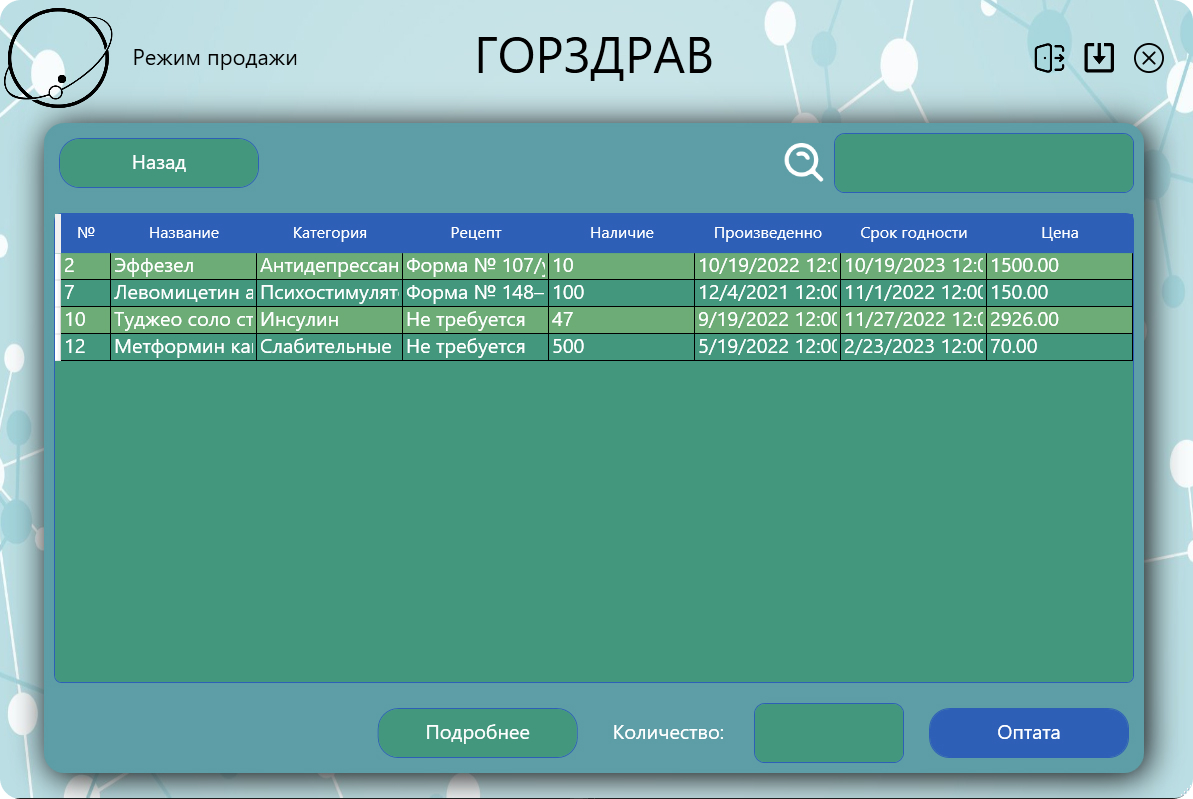 Режим продажи
ГОРЗДРАВ
Назад
№ Название Категория Рецепт Наличие Произведенно Срок годности Цена
2 Эффезел Антидепрессан Форма № 107/у 10 10/19/2022 12:0 10/19/2023 12:0 1500.00
7 Левомицетин а Психостимулят Форма № 148– 100 12/4/2021 12:00 11/1/2022 12:00 150.00
10 Туджео соло ст Инсулин Не требуется 47 9/19/2022 12:00 11/27/2022 12:0 2926.00
12 Метформин ка Слабительные Не требуется 500 5/19/2022 12:00 2/23/2023 12:00 70.00
Подробнее Количество: Оптата